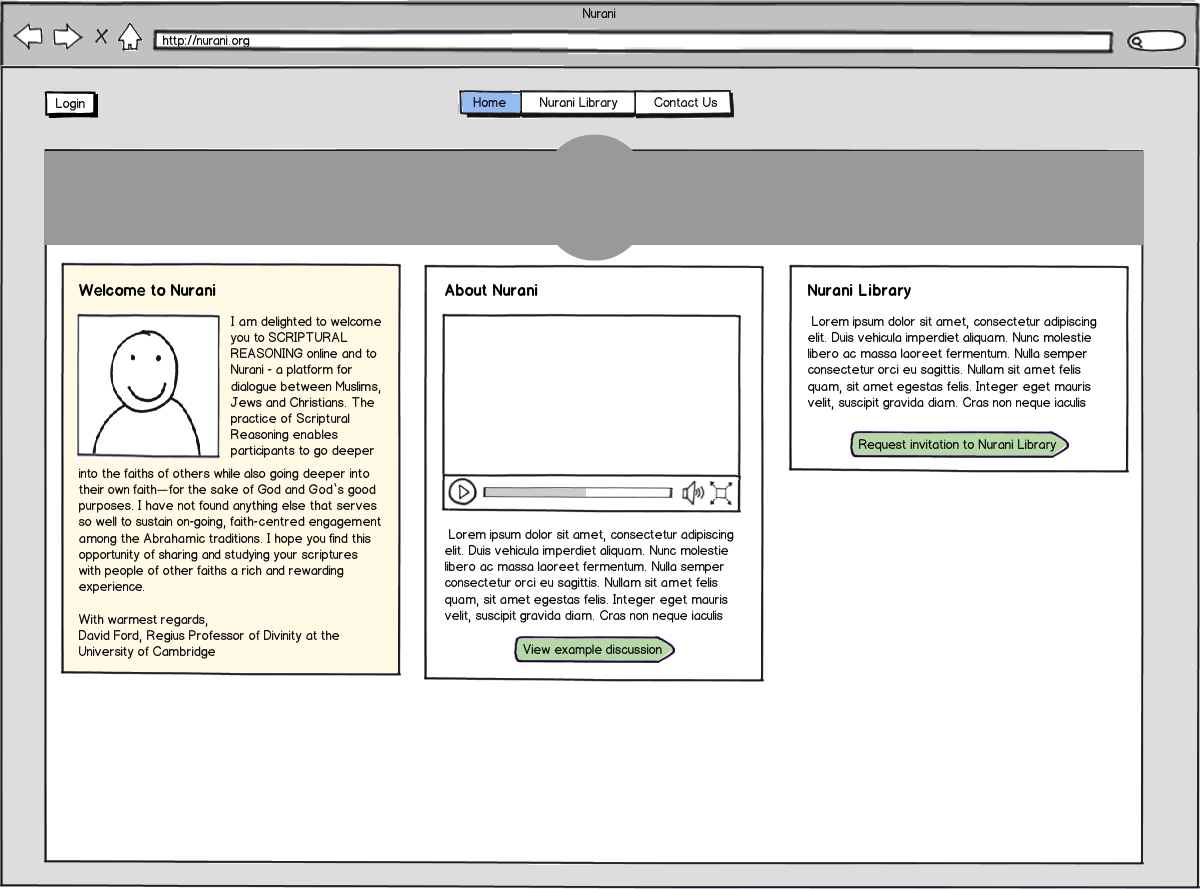 Nurani
http://nurani.org
Login
Home
Nurani Library
Contact Us
Welcome to Nurani
I am delighted to welcome
you to SCRIPTURAL
REASONING online and to
Nurani - a platform for
dialogue between Muslims,
Jews and Christians. The
practice of Scriptural
Reasoning enables
participants to go deeper
into the faiths of others while also going deeper into
their own faith—for the sake of God and God`s good
purposes. I have not found anything else that serves
so well to sustain on-going, faith-centred engagement
among the Abrahamic traditions. I hope you find this
opportunity of sharing and studying your scriptures
with people of other faiths a rich and rewarding
experience.
With warmest regards,
David Ford, Regius Professor of Divinity at the
University of Cambridge
About Nurani
Lorem ipsum dolor sit amet, consectetur adipiscing
elit. Duis vehicula imperdiet aliquam. Nunc molestie
libero ac massa laoreet fermentum. Nulla semper
consectetur orci eu sagittis. Nullam sit amet felis
quam, sit amet egestas felis. Integer eget mauris
velit, suscipit gravida diam. Cras non neque iaculis
View example discussion
Nurani Library
Lorem ipsum dolor sit amet, consectetur adipiscing
elit. Duis vehicula imperdiet aliquam. Nunc molestie
libero ac massa laoreet fermentum. Nulla semper
consectetur orci eu sagittis. Nullam sit amet felis
quam, sit amet egestas felis. Integer eget mauris
velit, suscipit gravida diam. Cras non neque iaculis
Request invitation to Nurani Library